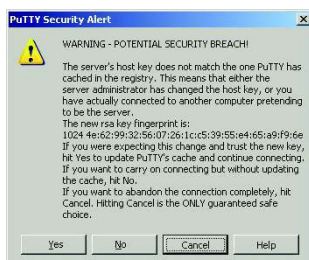 PuTTY Security Alert
WARNING - POTENTIAL SECURITY BREACH!
The server's host key does not match the one PuTTY has
cached in the registry. This means that either the
server administrator has changed the host key, or you
have actually connected to another computer pretending
to be the server.
The new rsa key fingerprint is:
1024 4e:62:99:32:56:07:26:1c:c5:39:55:e4:65:a9:f9:6e
If you were expecting this change and trust the new key,
hit Yes to update PuTTY's cache and continue connecting.
If you want to carry on connecting but without updating
the cache, hit No.
If you want to abandon the connection completely, hit
Cancel. Hitting Cancel is the ONLY guaranteed safe
choice.
Yes No Cancel Help